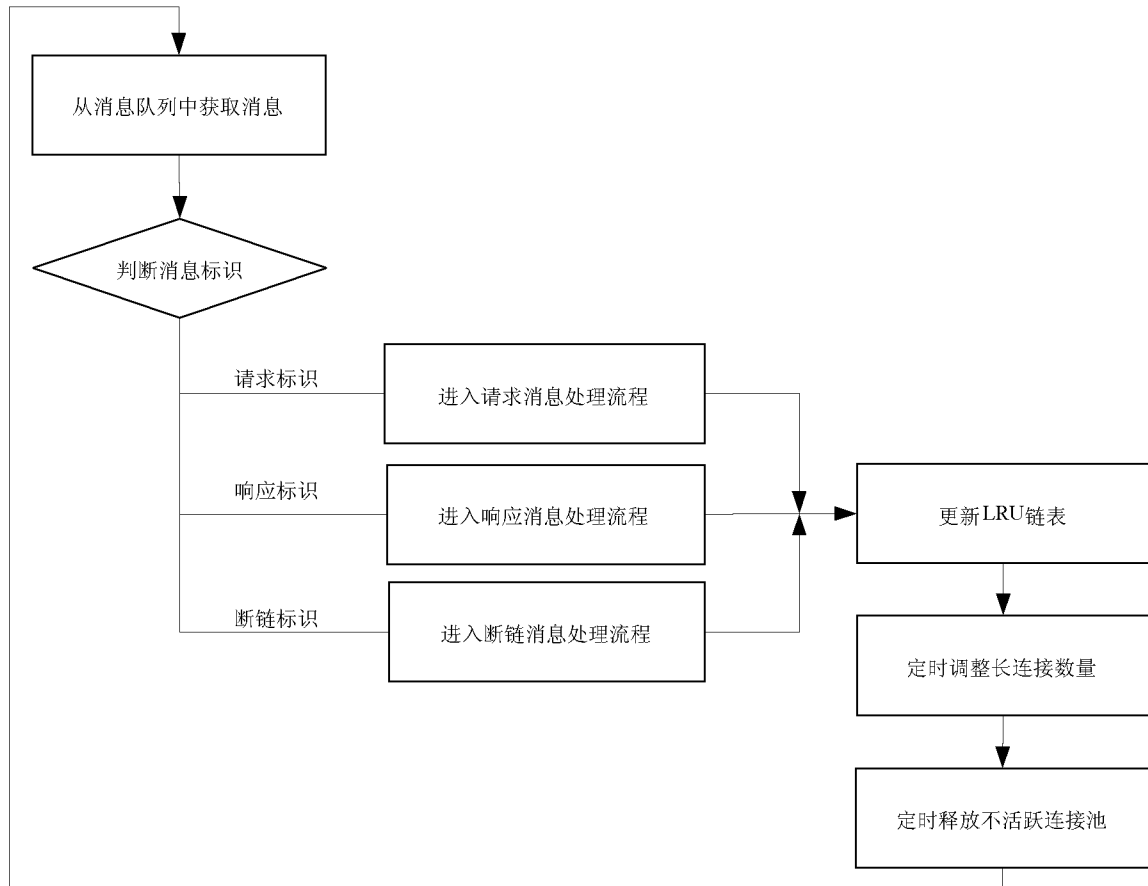 从消息队列中获取消息
判断消息标识
请求标识
进入请求消息处理流程
响应标识
进入响应消息处理流程
更新LRU链表
断链标识
进入断链消息处理流程
定时调整长连接数量
定时释放不活跃连接池